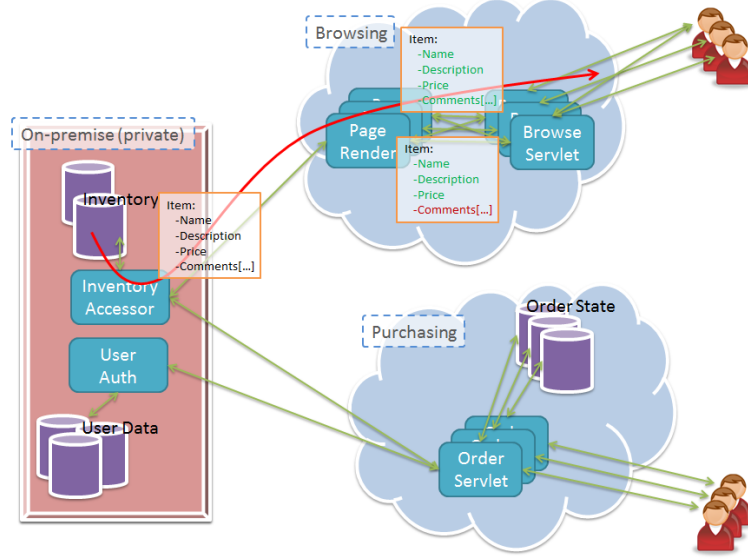 Browsing
Item:
-Name
-Description
-Price
-Comments[...]
Page
Render
Browse
Servlet
Item:
-Name
-Description
-Price
-Comments[...]
On-premise (private)
Inventory
Item:
-Name
-Description
-Price
-Comments[...]
Inventory
Accessor
User
Auth
User Data
Purchasing
Order State
Order
Servlet